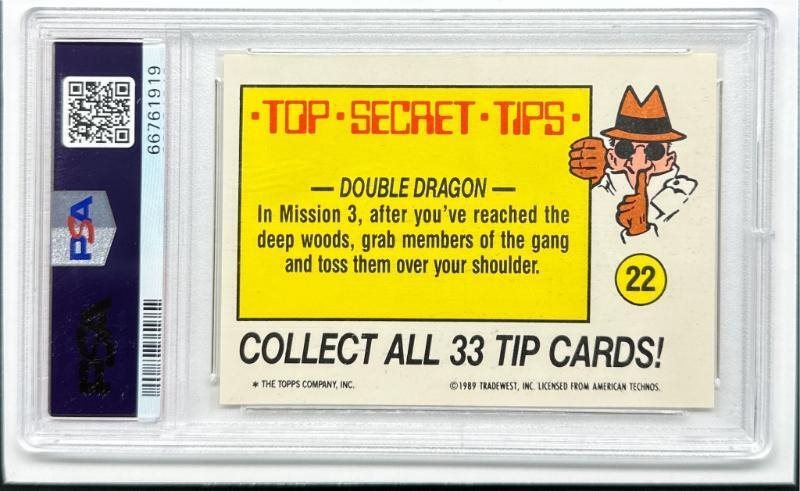 66761919
PSA
PSA
·TOP·SECRET·TIPS·
— DOUBLE DRAGON —
In Mission 3, after you've reached the
deep woods, grab members of the gang
and toss them over your shoulder.
22
COLLECT ALL 33 TIP CARDS!
* THE TOPPS COMPANY, INC.
©1989 TRADEWEST, INC. LICENSED FROM AMERICAN TECHNOS.